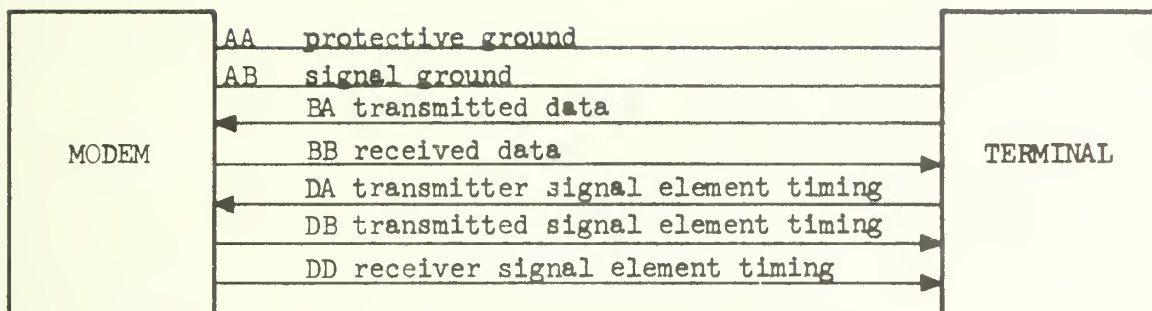 AA protective ground
AB signal ground
BA transmitted data
MODEM
BB received data
TERMINAL
DA transmitter signal element timing
DB transmitted signal element timing
DD receiver signal element timing